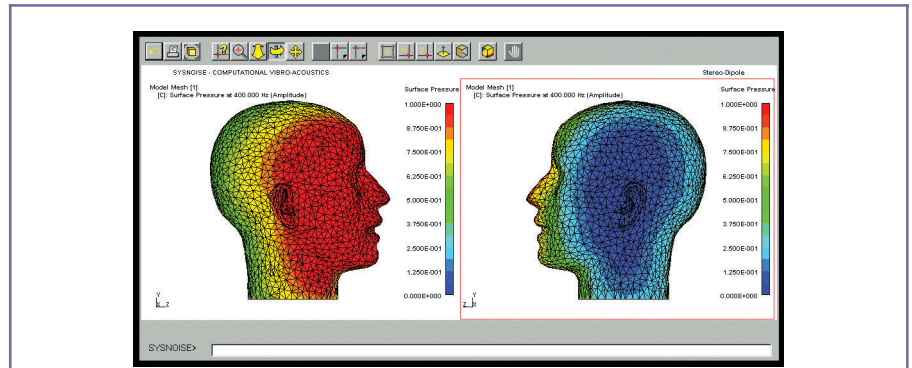 SYSNOISE - COMPUTATIONAL VIBRO-ACOUSTICS
Stereo-Dipole
Model Mesh [1]
[C]: Surface Pressure at 400.000 Hz (Amplitude)
Surface Pressure
1.000E+000
8.750E-001
7.500E-001
6.250E-001
5.000E-001
3.750E-001
2.500E-001
1.250E-001
0.000E+000
Y
X Z
Model Mesh [1]
[C]: Surface Pressure at 400.000 Hz (Amplitude)
Surface Pressure
1.000E+000
8.750E-001
7.500E-001
6.250E-001
5.000E-001
3.750E-001
2.500E-001
1.250E-001
0.000E+000
Y
Z X
SYSNOISE>